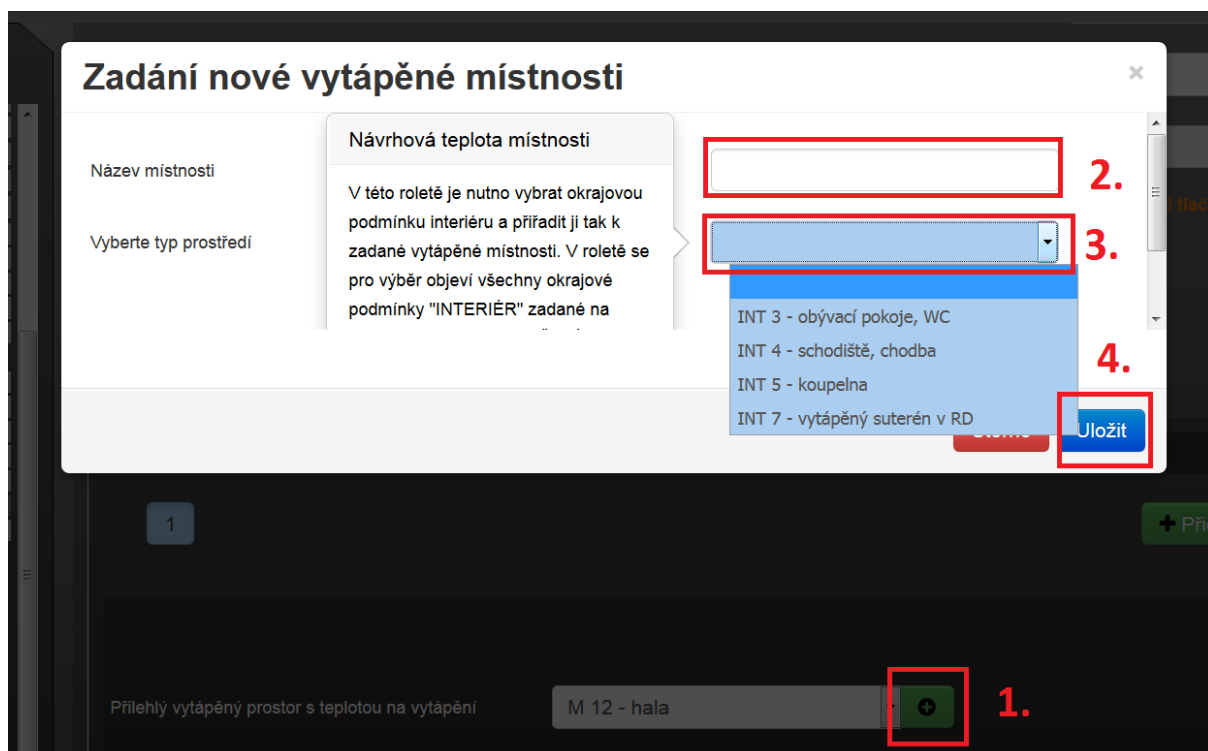 Zadání nové vytápěné místnosti
×
Návrhová teplota místnosti
Název místnosti
2.
V této roletě je nutno vybrat okrajovou
podmínku interiéru a přiřadit ji tak k
Vyberte typ prostředí
zadané vytápěné místnosti. V roletě se
3.
pro výběr objeví všechny okrajové
podmínky "INTERIÉR" zadané na
INT 3 - obývací pokoje, WC
INT 4 - schodiště, chodba
4.
INT 5 - koupelna
INT 7 - vytápěný suterén v RD
Uložit
1
Přilehlý vytápěný prostor s teplotou na vytápění
M 12 - hala
1.